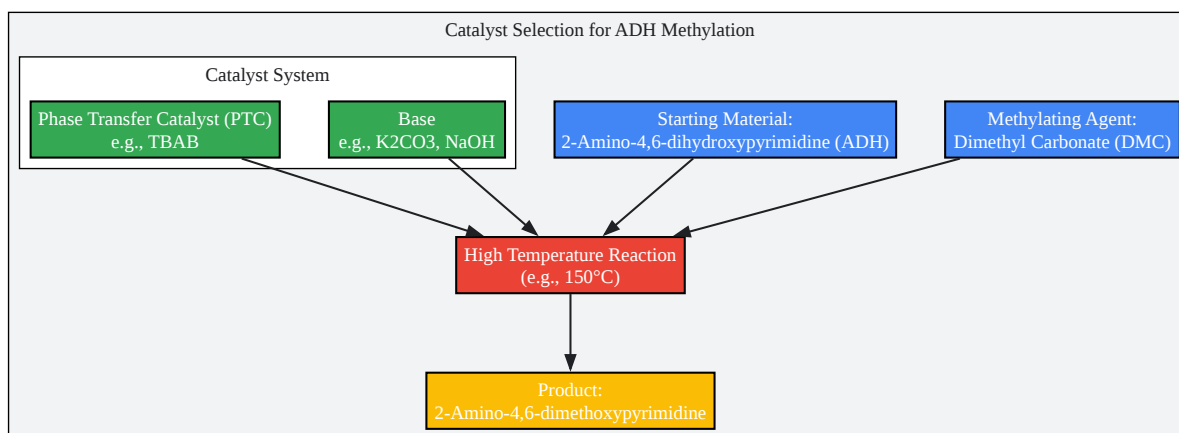 Catalyst Selection for ADH Methylation
Catalyst System
Phase Transfer Catalyst (PTC)
e.g., TBAB
Base
e.g., K2CO3, NaOH
Starting Material:
2-Amino-4,6-dihydroxypyrimidine (ADH)
Methylating Agent:
Dimethyl Carbonate (DMC)
High Temperature Reaction
(e.g., 150°C)
Product:
2-Amino-4,6-dimethoxypyrimidine